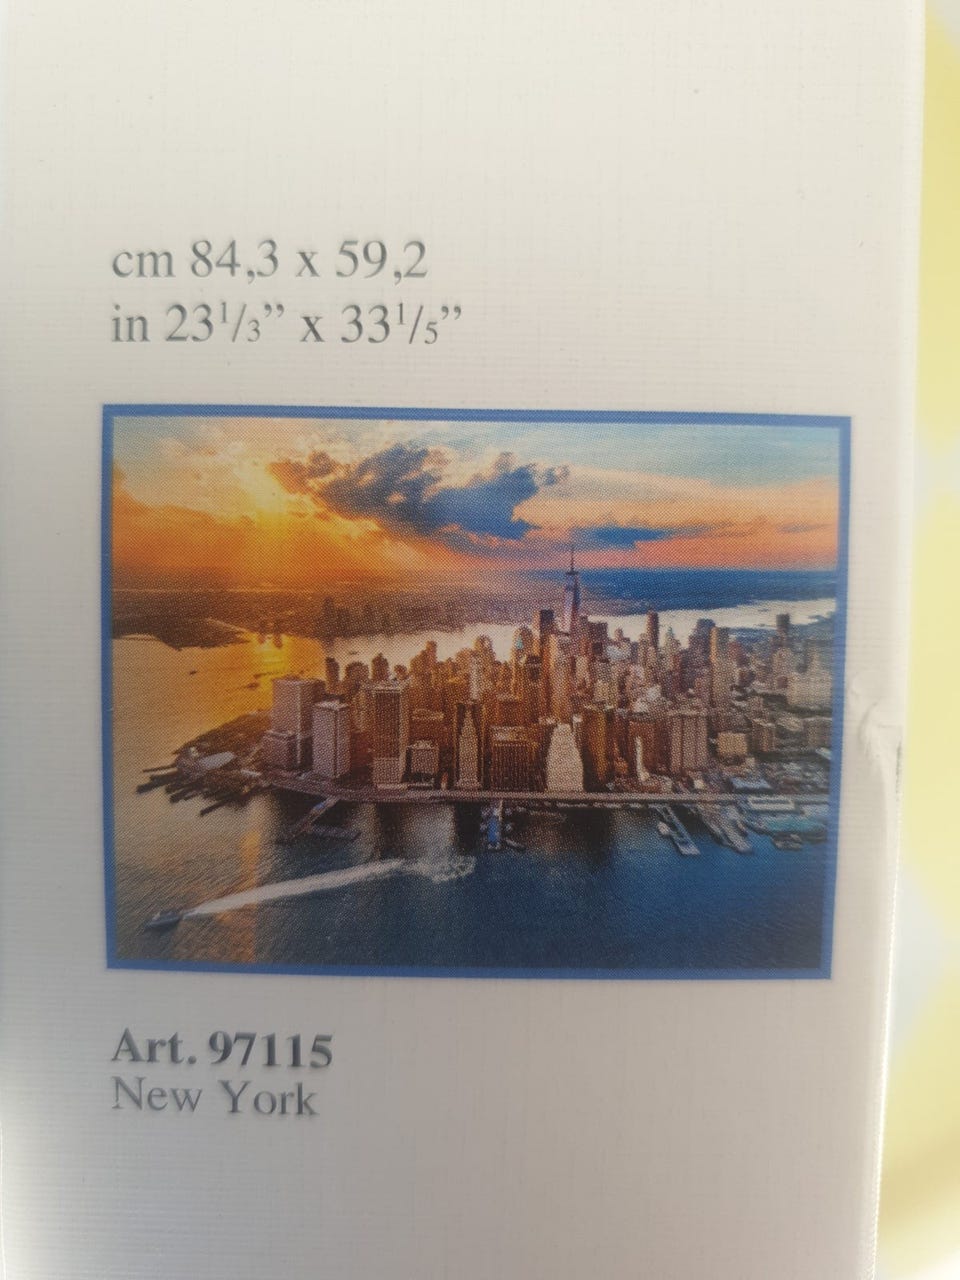 cm 84,3 x 59,2
in 23¹/₃” x 33¹/₅”
Art. 97115
New York